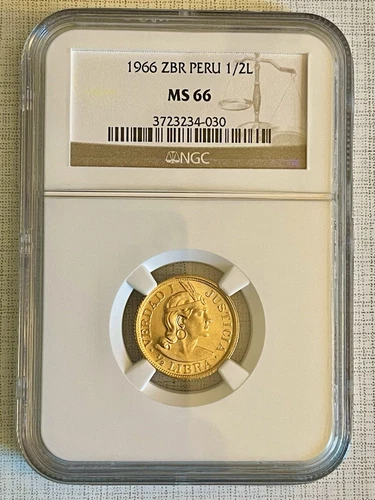 1966 ZBR PERU 1/2L
MS 66
3723234-030
NGC
VERDAD I JUSTICIA
1/2 LIBRA